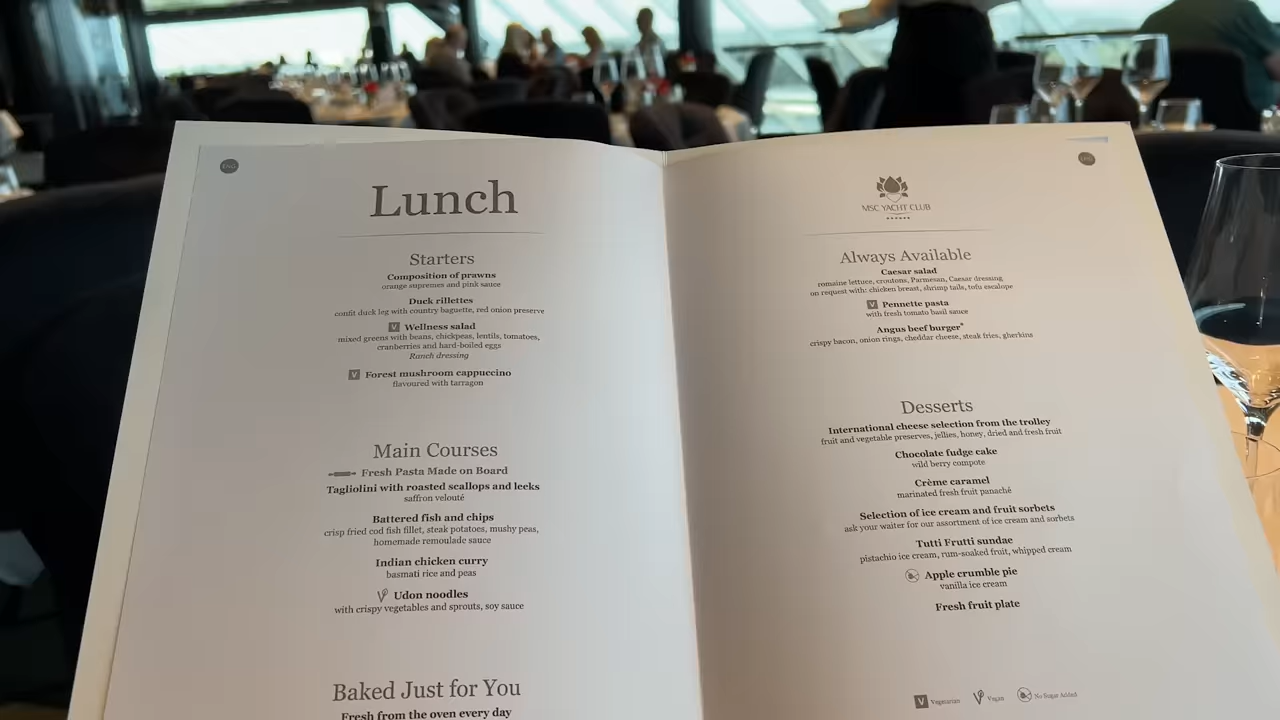 ENG
Lunch
Starters
Composition of prawns
orange supremes and pink sauce
Duck rillettes
confit duck leg with country baguette, red onion preserve
V Wellness salad
mixed greens with beans, chickpeas, lentils, tomatoes,
cranberries and hard-boiled eggs
Ranch dressing
V Forest mushroom cappuccino
flavoured with tarragon
Main Courses
Fresh Pasta Made on Board
Tagliolini with roasted scallops and leeks
saffron velouté
Battered fish and chips
crisp fried cod fish fillet, steak potatoes, mushy peas,
homemade remoulade sauce
Indian chicken curry
basmati rice and peas
Udon noodles
with crispy vegetables and sprouts, soy sauce
Baked Just for You
Fresh from the oven every day
ENG
MSC YACHT CLUB
Always Available
Caesar salad
romaine lettuce, croutons, Parmesan, Caesar dressing
on request with: chicken breast, shrimp tails, tofu escalope
V Pennette pasta
with fresh tomato basil sauce
Angus beef burger*
crispy bacon, onion rings, cheddar cheese, steak fries, gherkins
Desserts
International cheese selection from the trolley
fruit and vegetable preserves, jellies, honey, dried and fresh fruit
Chocolate fudge cake
wild berry compote
Crème caramel
marinated fresh fruit panaché
Selection of ice cream and fruit sorbets
ask your waiter for our assortment of ice cream and sorbets
Tutti Frutti sundae
pistachio ice cream, rum-soaked fruit, whipped cream
Apple crumble pie
vanilla ice cream
Fresh fruit plate
V Vegetarian Vegan No Sugar Added